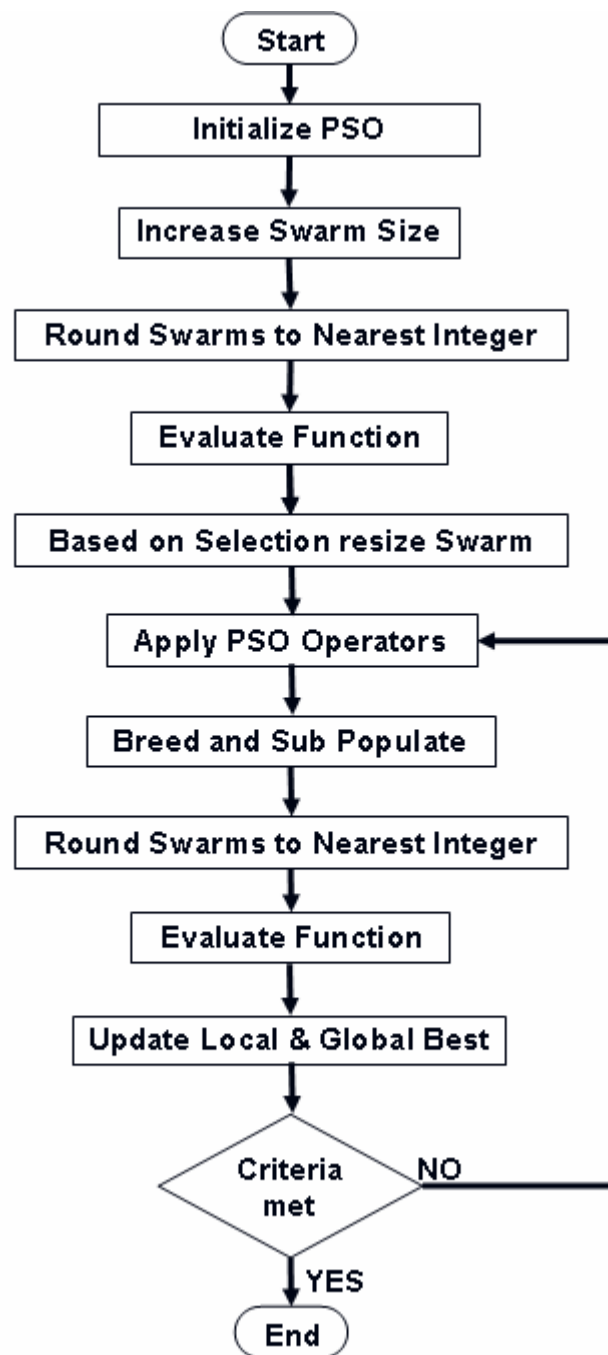 Start
Initialize PSO
Increase Swarm Size
Round Swarms to Nearest Integer
Evaluate Function
Based on Selection resize Swarm
Apply PSO Operators
Breed and Sub Populate
Round Swarms to Nearest Integer
Evaluate Function
Update Local & Global Best
Criteria
met
NO
YES
End